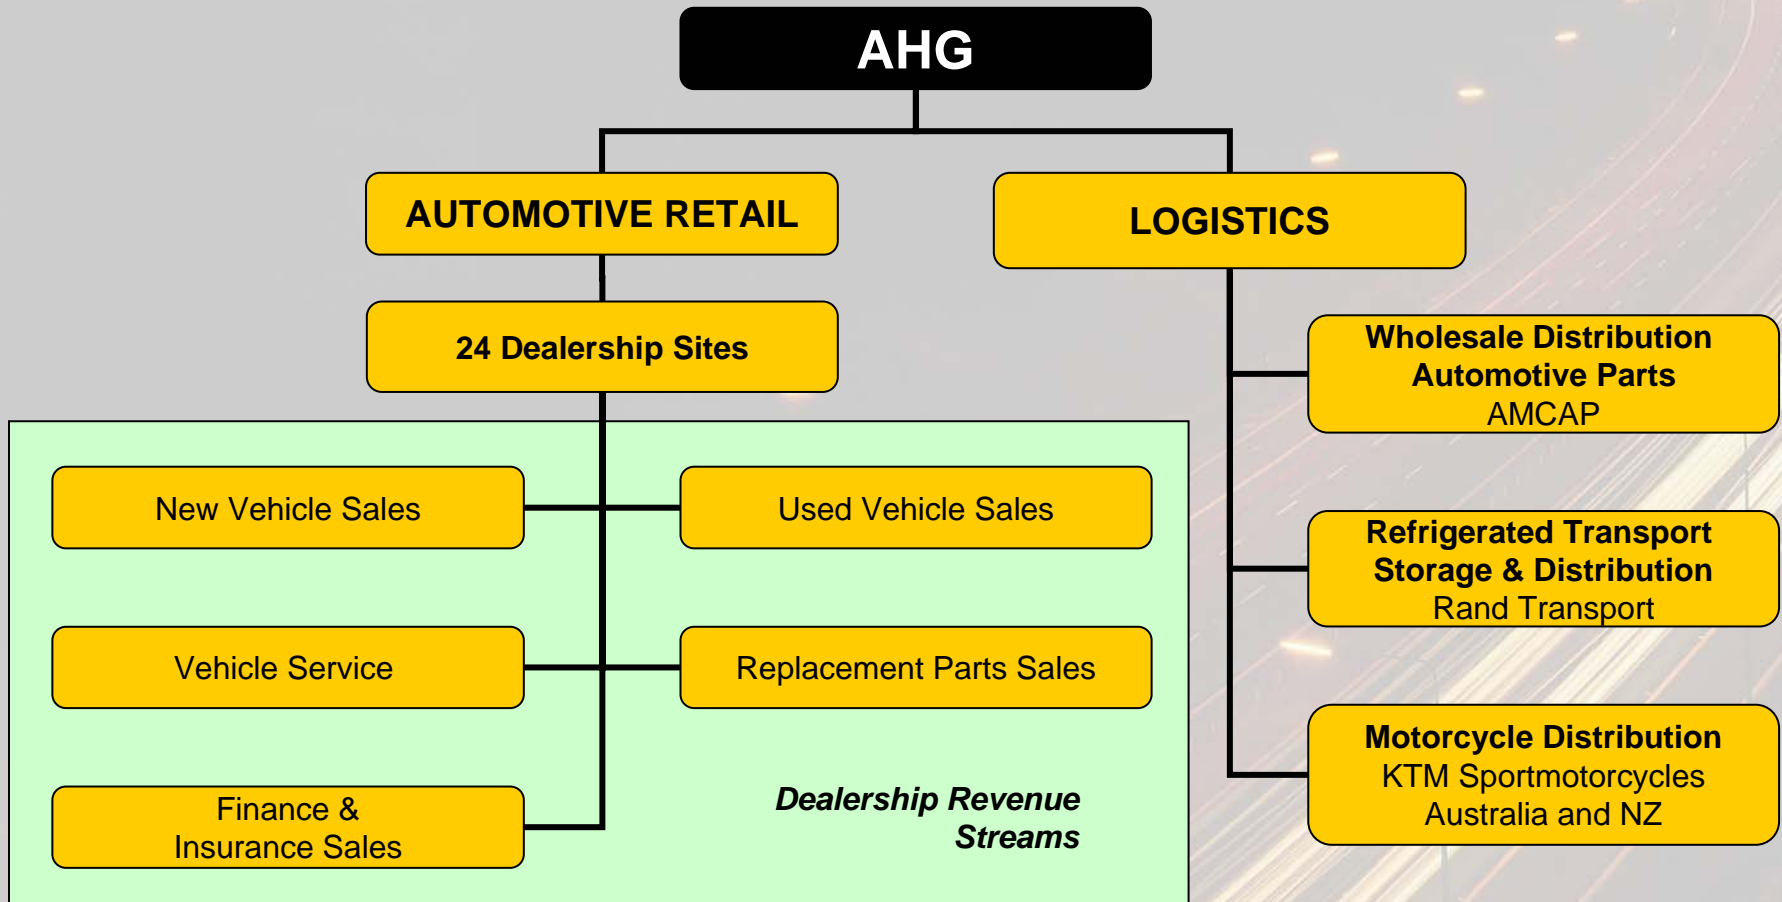 AHG
AUTOMOTIVE RETAIL
LOGISTICS
24 Dealership Sites
Wholesale Distribution
Automotive Parts
AMCAP
New Vehicle Sales
Used Vehicle Sales
Refrigerated Transport
Storage & Distribution
Rand Transport
Vehicle Service
Replacement Parts Sales
Motorcycle Distribution
KTM Sportmotorcycles
Australia and NZ
Finance &
Insurance Sales
Dealership Revenue
Streams